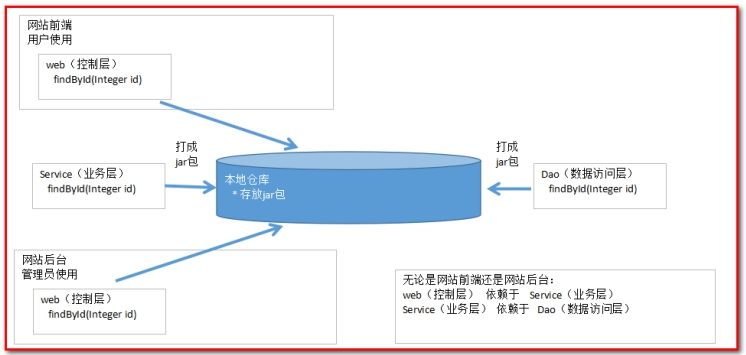 网站前端
用户使用
web（控制层）
findById(Integer id)
打成
jar包
Service（业务层）
findById(Integer id)
本地仓库
* 存放jar包
打成
jar包
Dao（数据访问层）
findById(Integer id)
网站后台
管理员使用
web（控制层）
findById(Integer id)
无论是网站前端还是网站后台：
web（控制层） 依赖于 Service（业务层）
Service（业务层） 依赖于 Dao（数据访问层）